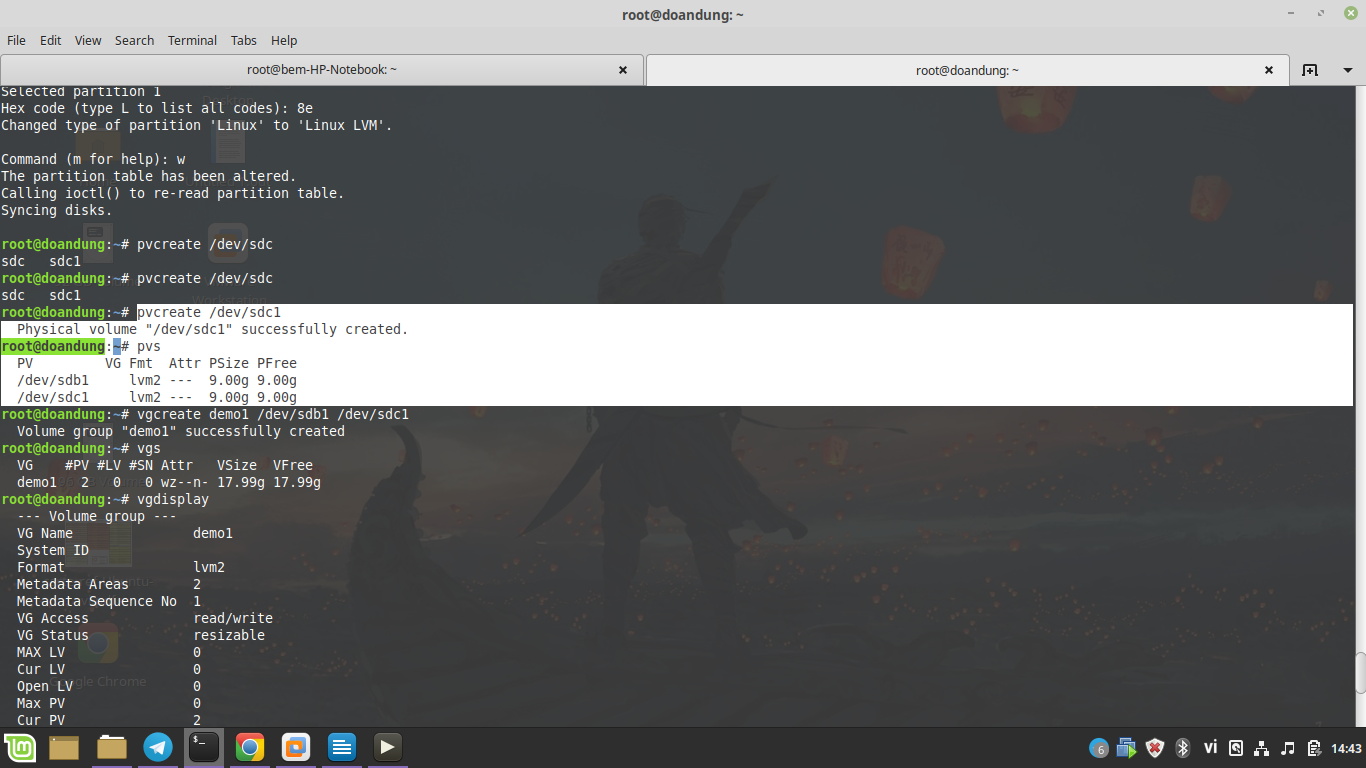 root@doandung: ~
File Edit View Search Terminal Tabs Help
root@bem-HP-Notebook: ~
root@doandung: ~
Selected partition 1
Hex code (type L to list all codes): 8e
Changed type of partition 'Linux' to 'Linux LVM'.
Command (m for help): w
The partition table has been altered.
Calling ioctl() to re-read partition table.
Syncing disks.
root@doandung:~# pvcreate /dev/sdc
sdc   sdc1
root@doandung:~# pvcreate /dev/sdc
sdc   sdc1
root@doandung:~# pvcreate /dev/sdc1
  Physical volume "/dev/sdc1" successfully created.
root@doandung:~# pvs
  PV         VG Fmt  Attr PSize PFree
  /dev/sdb1     lvm2 ---  9.00g 9.00g
  /dev/sdc1     lvm2 ---  9.00g 9.00g
root@doandung:~# vgcreate demo1 /dev/sdb1 /dev/sdc1
  Volume group "demo1" successfully created
root@doandung:~# vgs
  VG    #PV #LV #SN Attr   VSize  VFree
  demo1   2   0   0 wz--n- 17.99g 17.99g
root@doandung:~# vgdisplay
  --- Volume group ---
  VG Name               demo1
  System ID
  Format                lvm2
  Metadata Areas        2
  Metadata Sequence No  1
  VG Access             read/write
  VG Status             resizable
  MAX LV                0
  Cur LV                0
  Open LV               0
  Max PV                0
  Cur PV                2
Google Chrome
6
vi
14:43